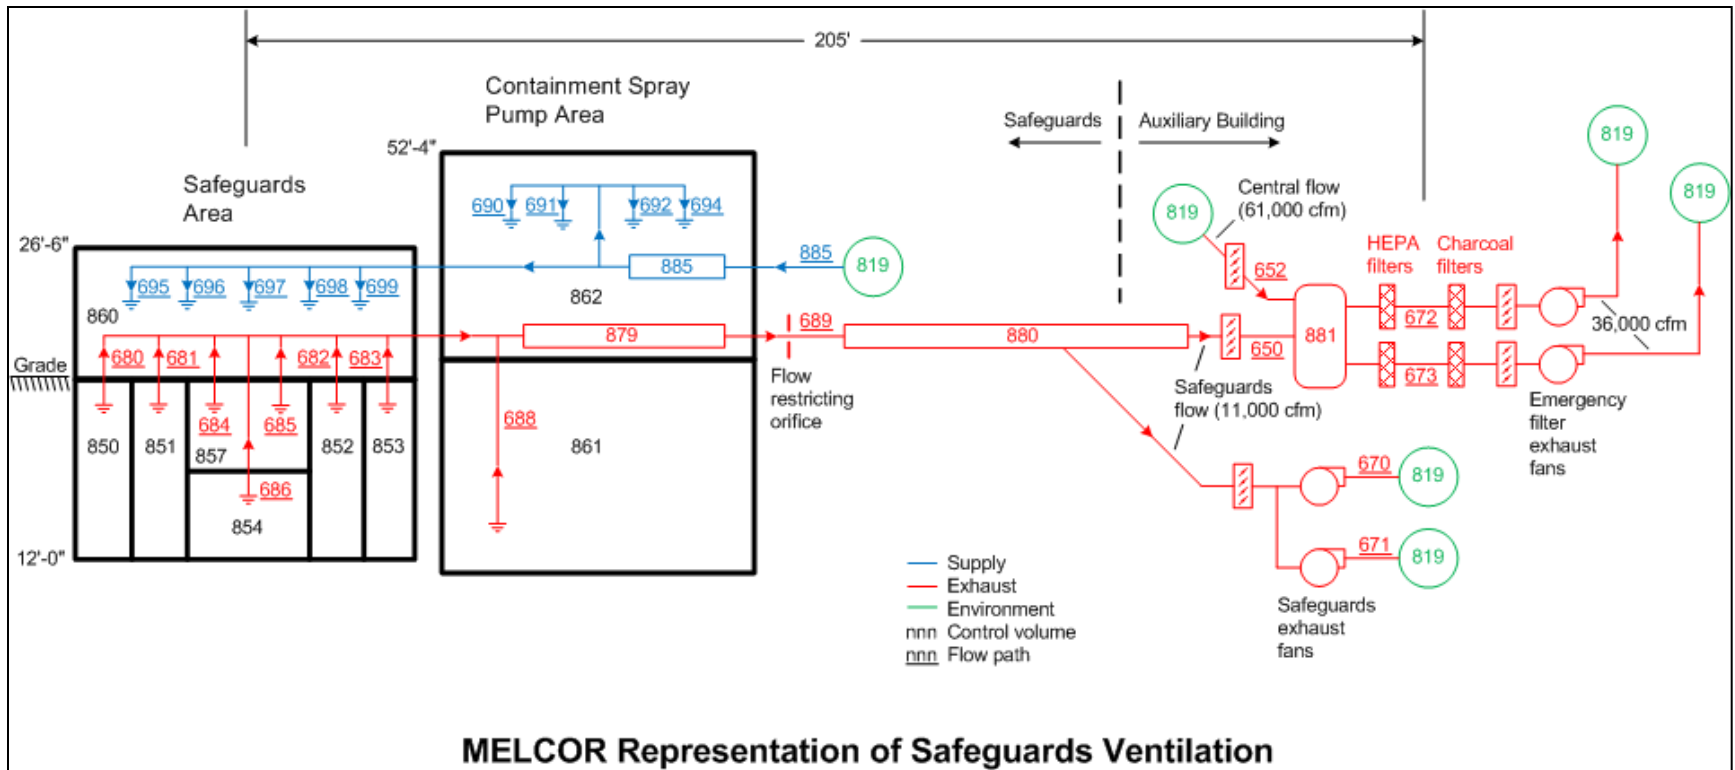 205'
Containment Spray
Pump Area
Safeguards
Auxiliary Building
819
52'-4"
Safeguards
Area
690
691
692
694
819
Central flow
(61,000 cfm)
819
26'-6"
HEPA
filters
Charcoal
filters
695
696
697
698
699
885
885
819
652
862
860
689
879
880
650
881
672
36,000 cfm
680
681
682
683
Grade
673
Flow
restricting
orifice
Safeguards
flow (11,000 cfm)
Emergency
filter
exhaust
fans
684
685
688
850
851
857
852
853
861
686
854
670
819
671
819
12'-0"
Supply
Exhaust
Environment
nnn Control volume
nnn Flow path
Safeguards
exhaust
fans
MELCOR Representation of Safeguards Ventilation